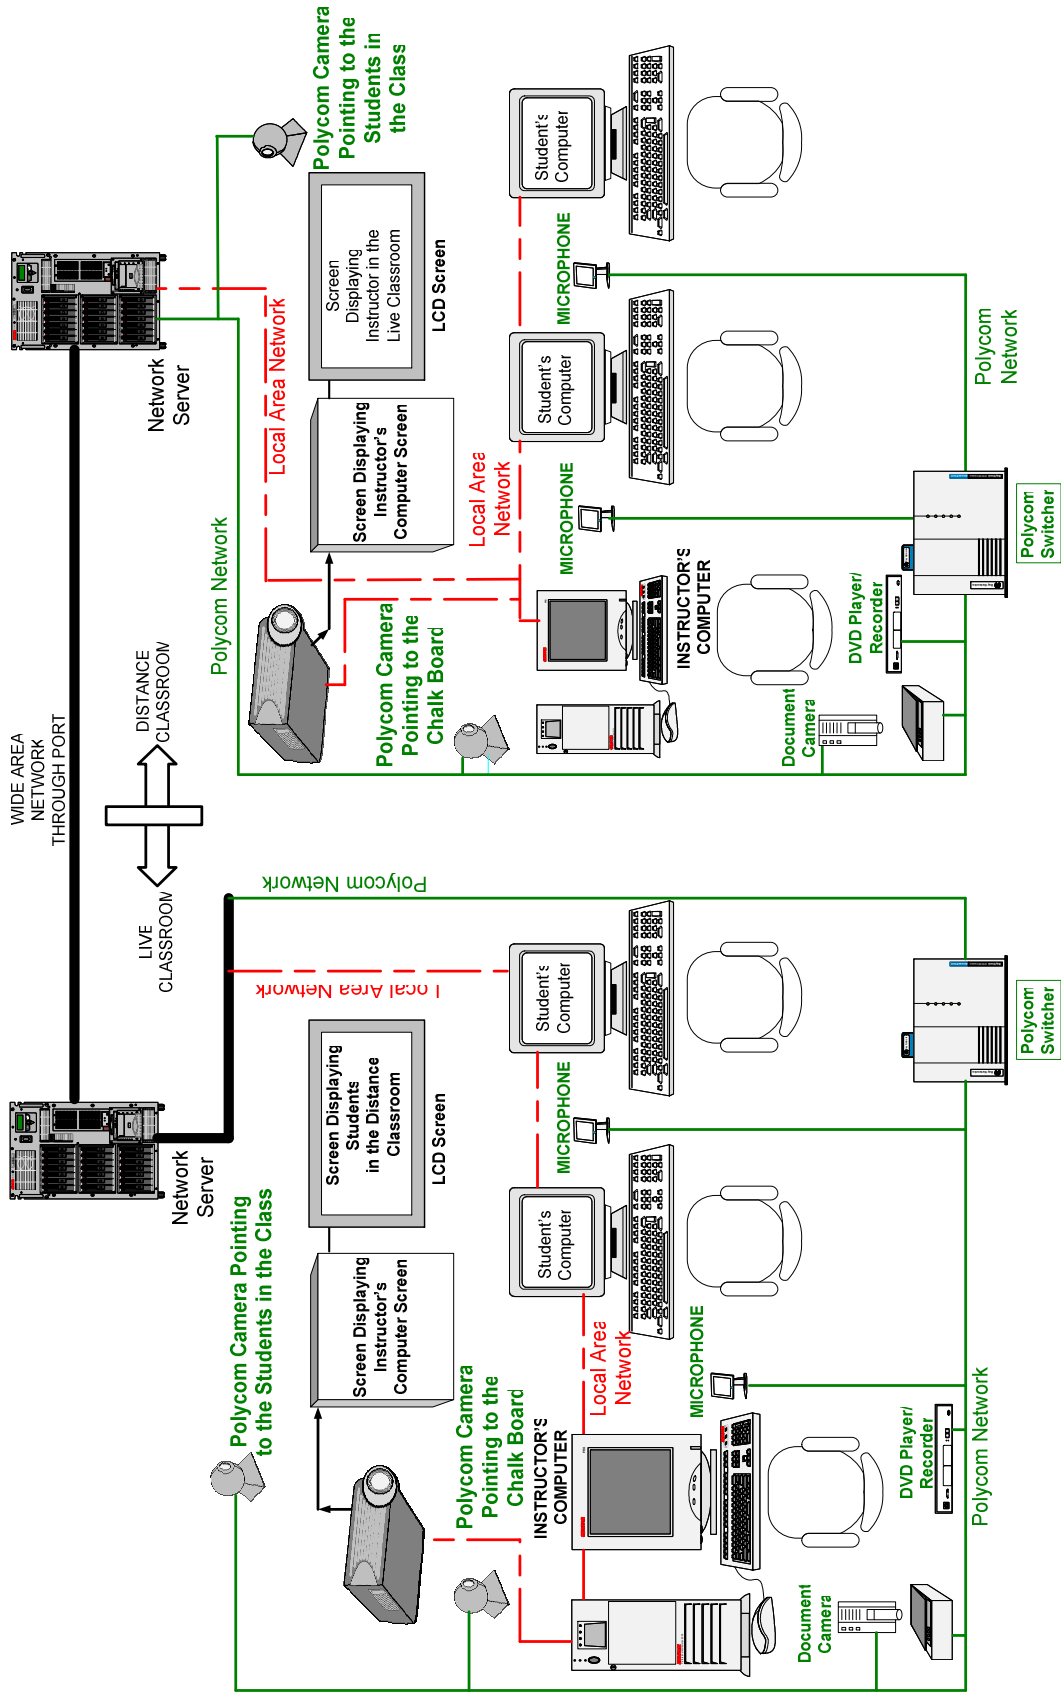 WIDE AREA
NETWORK
THROUGH PORT
LIVE
CLASSROOM
DISTANCE
CLASSROOM
Network
Server
Polycom Camera Pointing
to the Students in the Class
Screen Displaying
Instructor's
Computer Screen
Screen Displaying
Students
in the Distance
Classroom
LCD Screen
Local Area Network
Polycom Network
Polycom Camera
Pointing to the
Chalk Board
INSTRUCTOR'S
COMPUTER
Local Area
Network
Student's
Computer
Student's
Computer
MICROPHONE
MICROPHONE
Document
Camera
DVD Player/
Recorder
Polycom Network
Polycom
Switcher
Network
Server
Polycom Network
Local Area Network
Polycom Camera
Pointing to the
Students in
the Class
Screen Displaying
Instructor's
Computer Screen
Screen
Displaying
Instructor in the
Live Classroom
LCD Screen
Polycom Camera
Pointing to the
Chalk Board
Local Area
Network
INSTRUCTOR'S
COMPUTER
Student's
Computer
Student's
Computer
MICROPHONE
MICROPHONE
Document
Camera
DVD Player/
Recorder
Polycom
Switcher
Polycom
Network